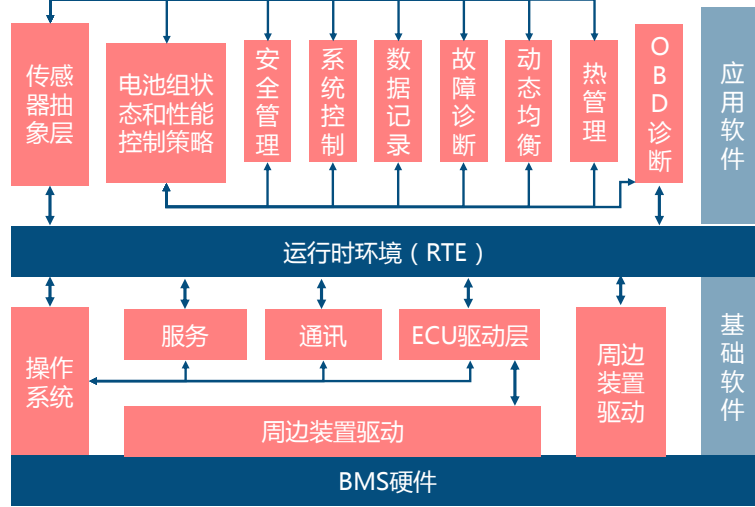 传感
器抽
象层
电池组状
态和性能
控制策略
安全管理
系统控制
数据记录
故障诊断
动态均衡
热管理
OBD诊断
应用软件
运行时环境（RTE）
操作
系统
服务
通讯
ECU驱动层
周边
装置
驱动
基础软件
周边装置驱动
BMS硬件